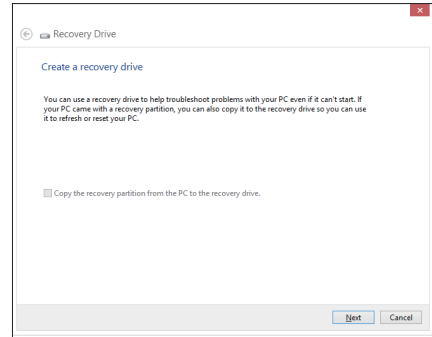 Recovery Drive
Create a recovery drive
You can use a recovery drive to help troubleshoot problems with your PC even if it can't start. If
your PC came with a recovery partition, you can also copy it to the recovery drive so you can use
it to refresh or reset your PC.
Copy the recovery partition from the PC to the recovery drive.
Next Cancel